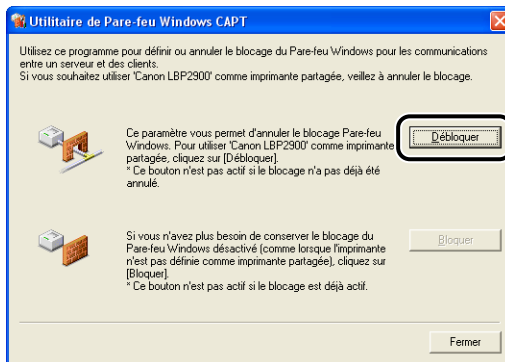 Utilitaire de Pare-feu Windows CAPT
Utilisez ce programme pour définir ou annuler le blocage du Pare-feu Windows pour les communications
entre un serveur et des clients.
Si vous souhaitez utiliser 'Canon LBP2900' comme imprimante partagée, veillez à annuler le blocage.
Ce paramètre vous permet d'annuler le blocage Pare-feu
Windows. Pour utiliser 'Canon LBP2900' comme imprimante
partagée, cliquez sur [Débloquer].
* Ce bouton n'est pas actif si le blocage n'a pas déjà été
annulé.
Débloquer
Si vous n'avez plus besoin de conserver le blocage du
Pare-feu Windows désactivé (comme lorsque l'imprimante
n'est pas définie comme imprimante partagée), cliquez sur
[Bloquer].
* Ce bouton n'est pas actif si le blocage est déjà actif.
Bloquer
Fermer